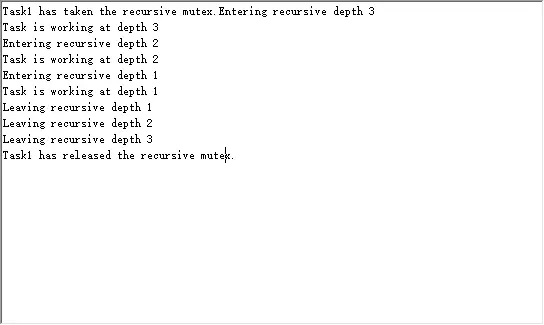 Task1 has taken the recursive mutex.Entering recursive depth 3
Task is working at depth 3
Entering recursive depth 2
Task is working at depth 2
Entering recursive depth 1
Task is working at depth 1
Leaving recursive depth 1
Leaving recursive depth 2
Leaving recursive depth 3
Task1 has released the recursive mutex.